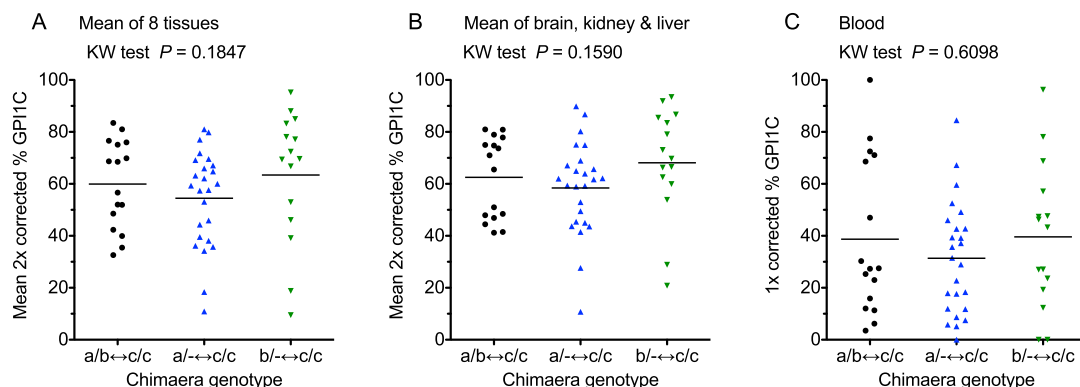 A Mean of 8 tissues
KW test P = 0.1847
Mean 2x corrected % GPI1C
100
80
60
40
20
0
a/b↔c/c a/-↔c/c b/-↔c/c
Chimaera genotype
B Mean of brain, kidney & liver
KW test P = 0.1590
Mean 2x corrected % GPI1C
100
80
60
40
20
0
a/b↔c/c a/-↔c/c b/-↔c/c
Chimaera genotype
C Blood
KW test P = 0.6098
1x corrected % GPI1C
100
80
60
40
20
0
a/b↔c/c a/-↔c/c b/-↔c/c
Chimaera genotype